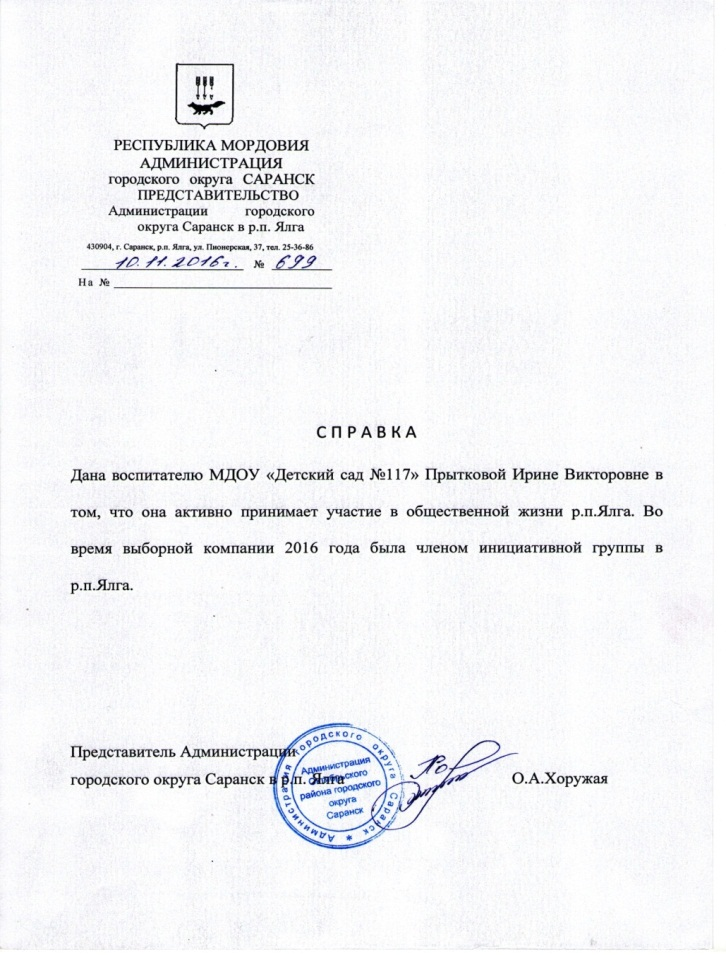 РЕСПУБЛИКА МОРДОВИЯ
АДМИНИСТРАЦИЯ
городского округа САРАНСК
ПРЕДСТАВИТЕЛЬСТВО
Администрации городского
округа Саранск в р.п. Ялга
430904, г. Саранск, р.п. Ялга, ул. Пионерская, 37, тел. 25-36-86
10.11.2016г. № 699
На №
СПРАВКА
Дана воспитателю МДОУ «Детский сад №117» Прытковой Ирине Викторовне в
том, что она активно принимает участие в общественной жизни р.п.Ялга. Во
время выборной компании 2016 года была членом инициативной группы в
р.п.Ялга.
Представитель Администрации
городского округа Саранск в р.п. Ялга
О.А.Хоружая
Администрация городского округа Саранск
Администрация
Октябрьского
района городского
округа
Саранск